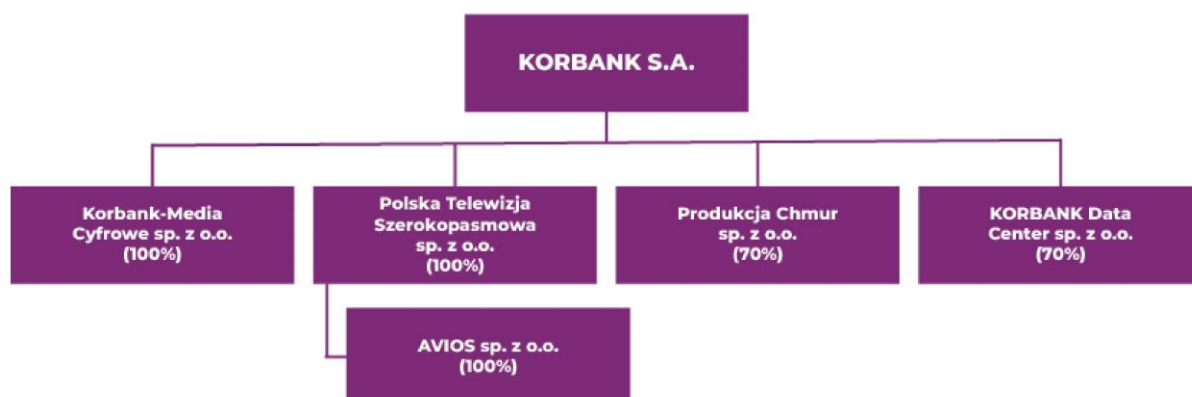 KORBANK S.A.
Korbank-Media
Cyfrowe sp. z o.o.
(100%)
Polska Telewizja
Szerokopasmowa
sp. z o.o.
(100%)
Produkcja Chmur
sp. z o.o.
(70%)
KORBANK Data
Center sp. z o.o.
(70%)
AVIOS sp. z o.o.
(100%)